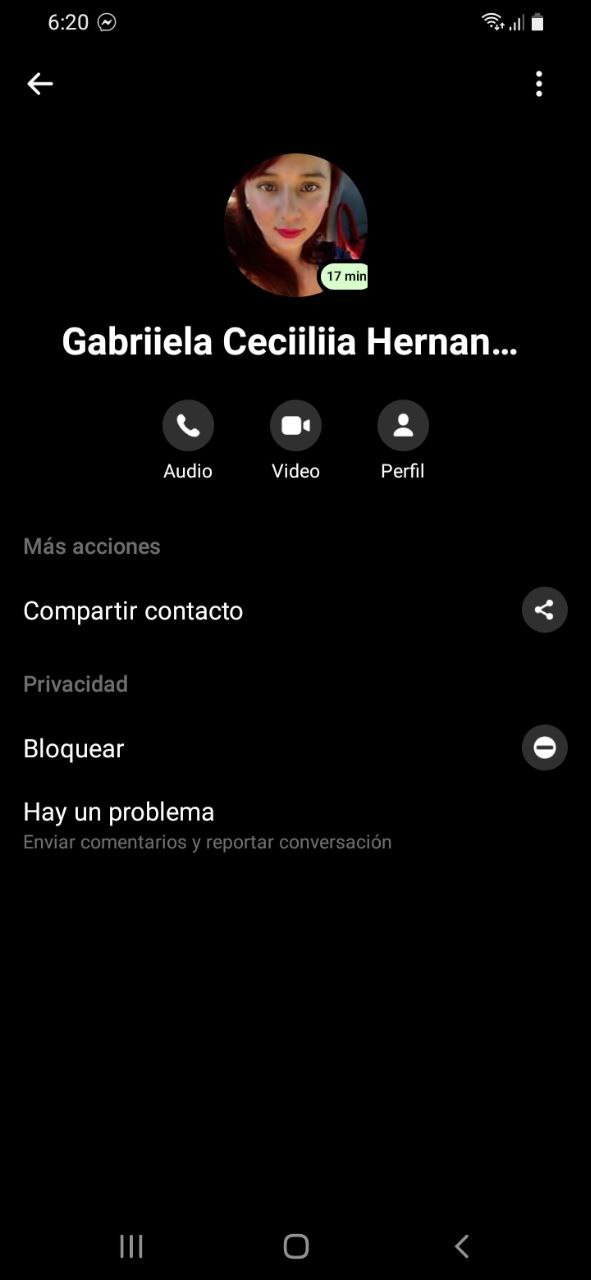 6:20
17 min
Gabriiela Ceciiliia Hernan...
Audio Video Perfil
Más acciones
Compartir contacto
Privacidad
Bloquear
Hay un problema
Enviar comentarios y reportar conversación